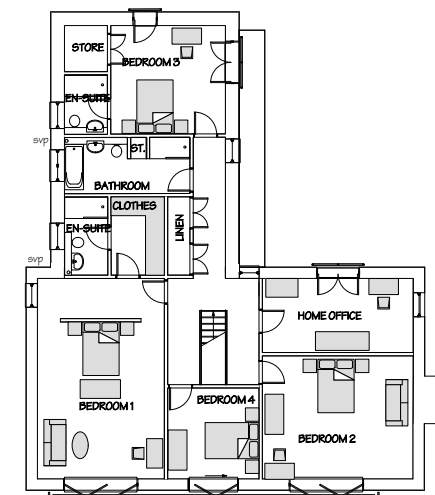 STORE
BEDROOM 3
EN-SUITE
svp
ST.
BATHROOM
CLOTHES
LINEN
EN-SUITE
svp
HOME OFFICE
BEDROOM 1
BEDROOM 4
BEDROOM 2